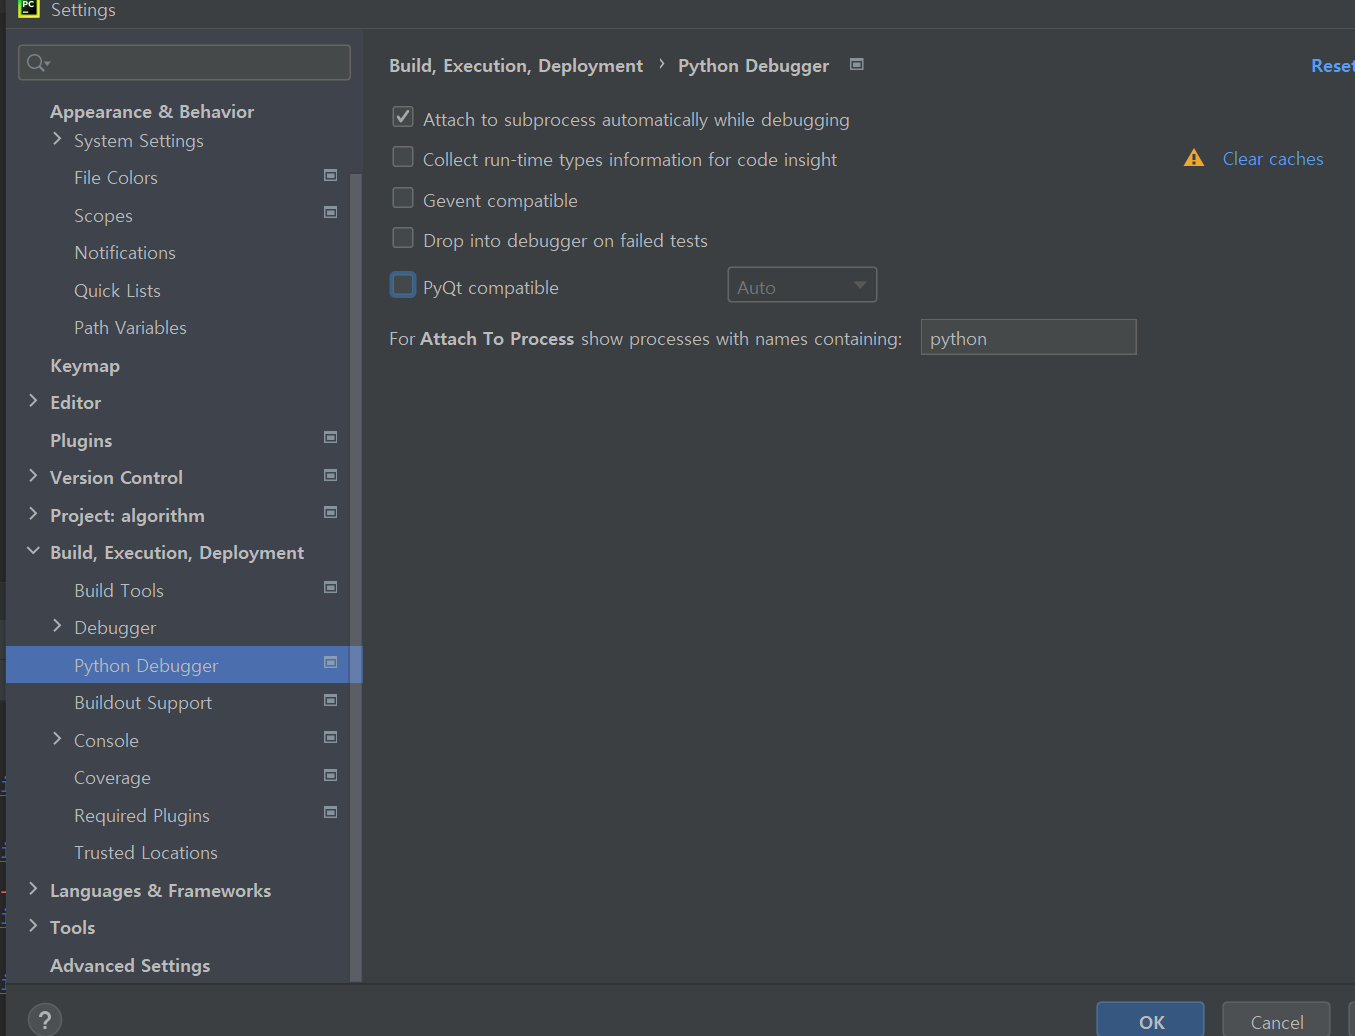 PC
Settings
Appearance & Behavior
System Settings
File Colors
Scopes
Notifications
Quick Lists
Path Variables
Keymap
Editor
Plugins
Version Control
Project: algorithm
Build, Execution, Deployment
Build Tools
Debugger
Python Debugger
Buildout Support
Console
Coverage
Required Plugins
Trusted Locations
Languages & Frameworks
Tools
Advanced Settings
Build, Execution, Deployment › Python Debugger
Reset
Attach to subprocess automatically while debugging
Collect run-time types information for code insight
Clear caches
Gevent compatible
Drop into debugger on failed tests
PyQt compatible
Auto
For Attach To Process show processes with names containing: python
?
OK
Cancel